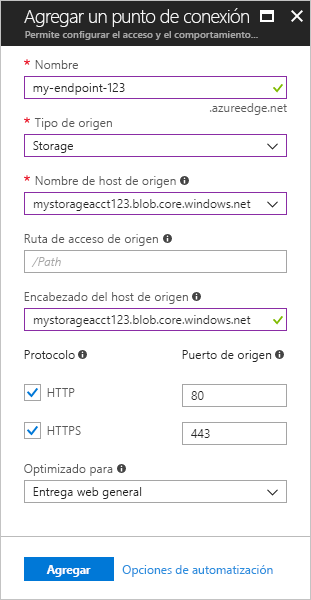 Agregar un punto de conexión
Permite configurar el acceso y el comportamiento...
* Nombre
my-endpoint-123
.azureedge.net
* Tipo de origen
Storage
* Nombre de host de origen
mystorageacct123.blob.core.windows.net
Ruta de acceso de origen
/Path
Encabezado del host de origen
mystorageacct123.blob.core.windows.net
Protocolo Puerto de origen
HTTP 80
HTTPS 443
Optimizado para
Entrega web general
Agregar Opciones de automatización